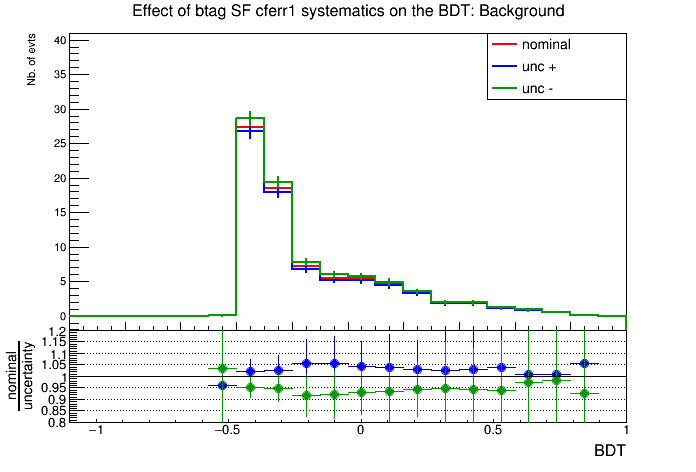 Effect of btag SF cferr1 systematics on the BDT: Background
Nb. of evts
40
35
30
25
20
15
10
5
0
nominal
unc +
unc -
nominal
uncertainty
1.2
1.15
1.1
1.05
1
0.95
0.9
0.85
0.8
−1
−0.5
0
0.5
1
BDT